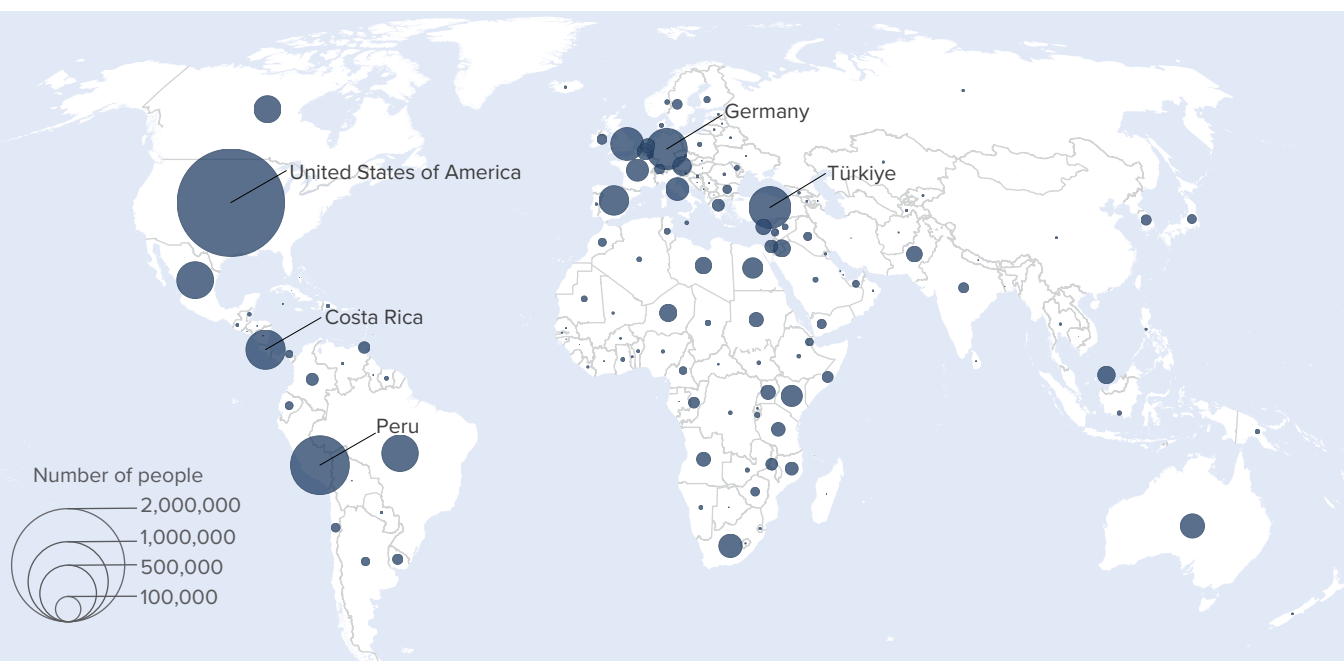 Germany
United States of America
Türkiye
Costa Rica
Peru
Number of people
2,000,000
1,000,000
500,000
100,000